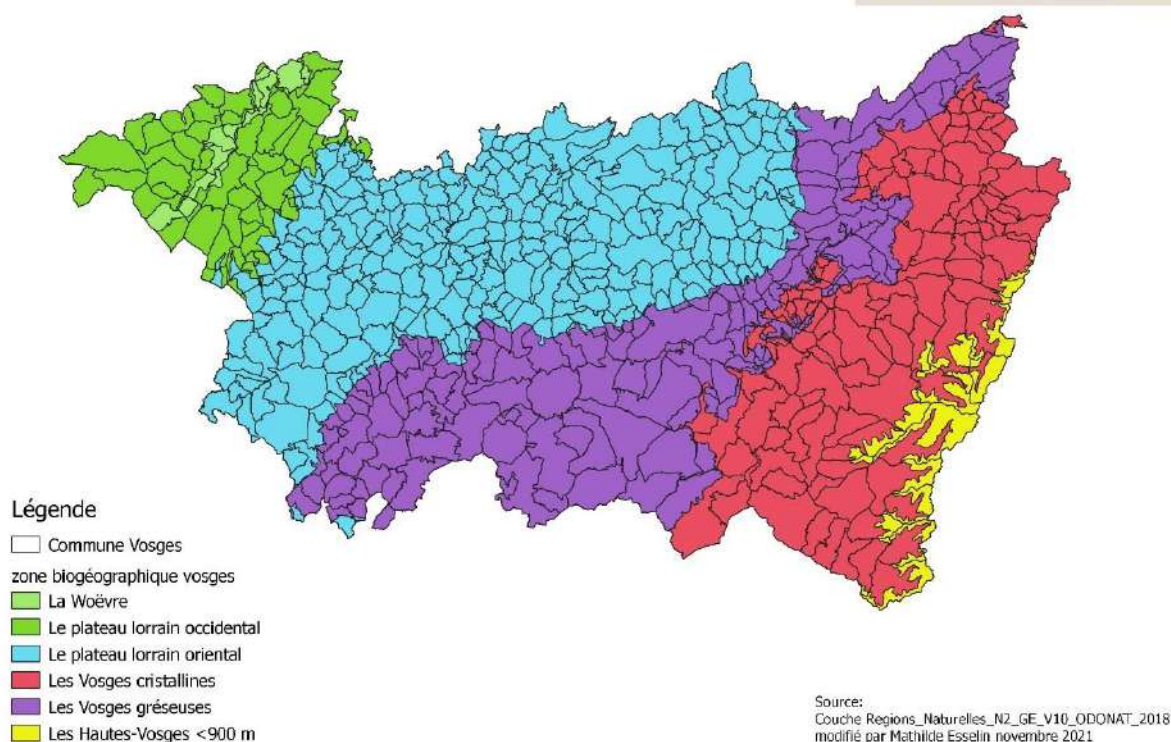 Légende
Commune Vosges
zone biogéographique vosges
La Woëvre
Le plateau lorrain occidental
Le plateau lorrain oriental
Les Vosges cristallines
Les Vosges gréseuses
Les Hautes-Vosges <900 m
Source:
Couche Regions_Naturelles_N2_GE_V10_ODONAT_2018
modifié par Mathilde Esselin novembre 2021